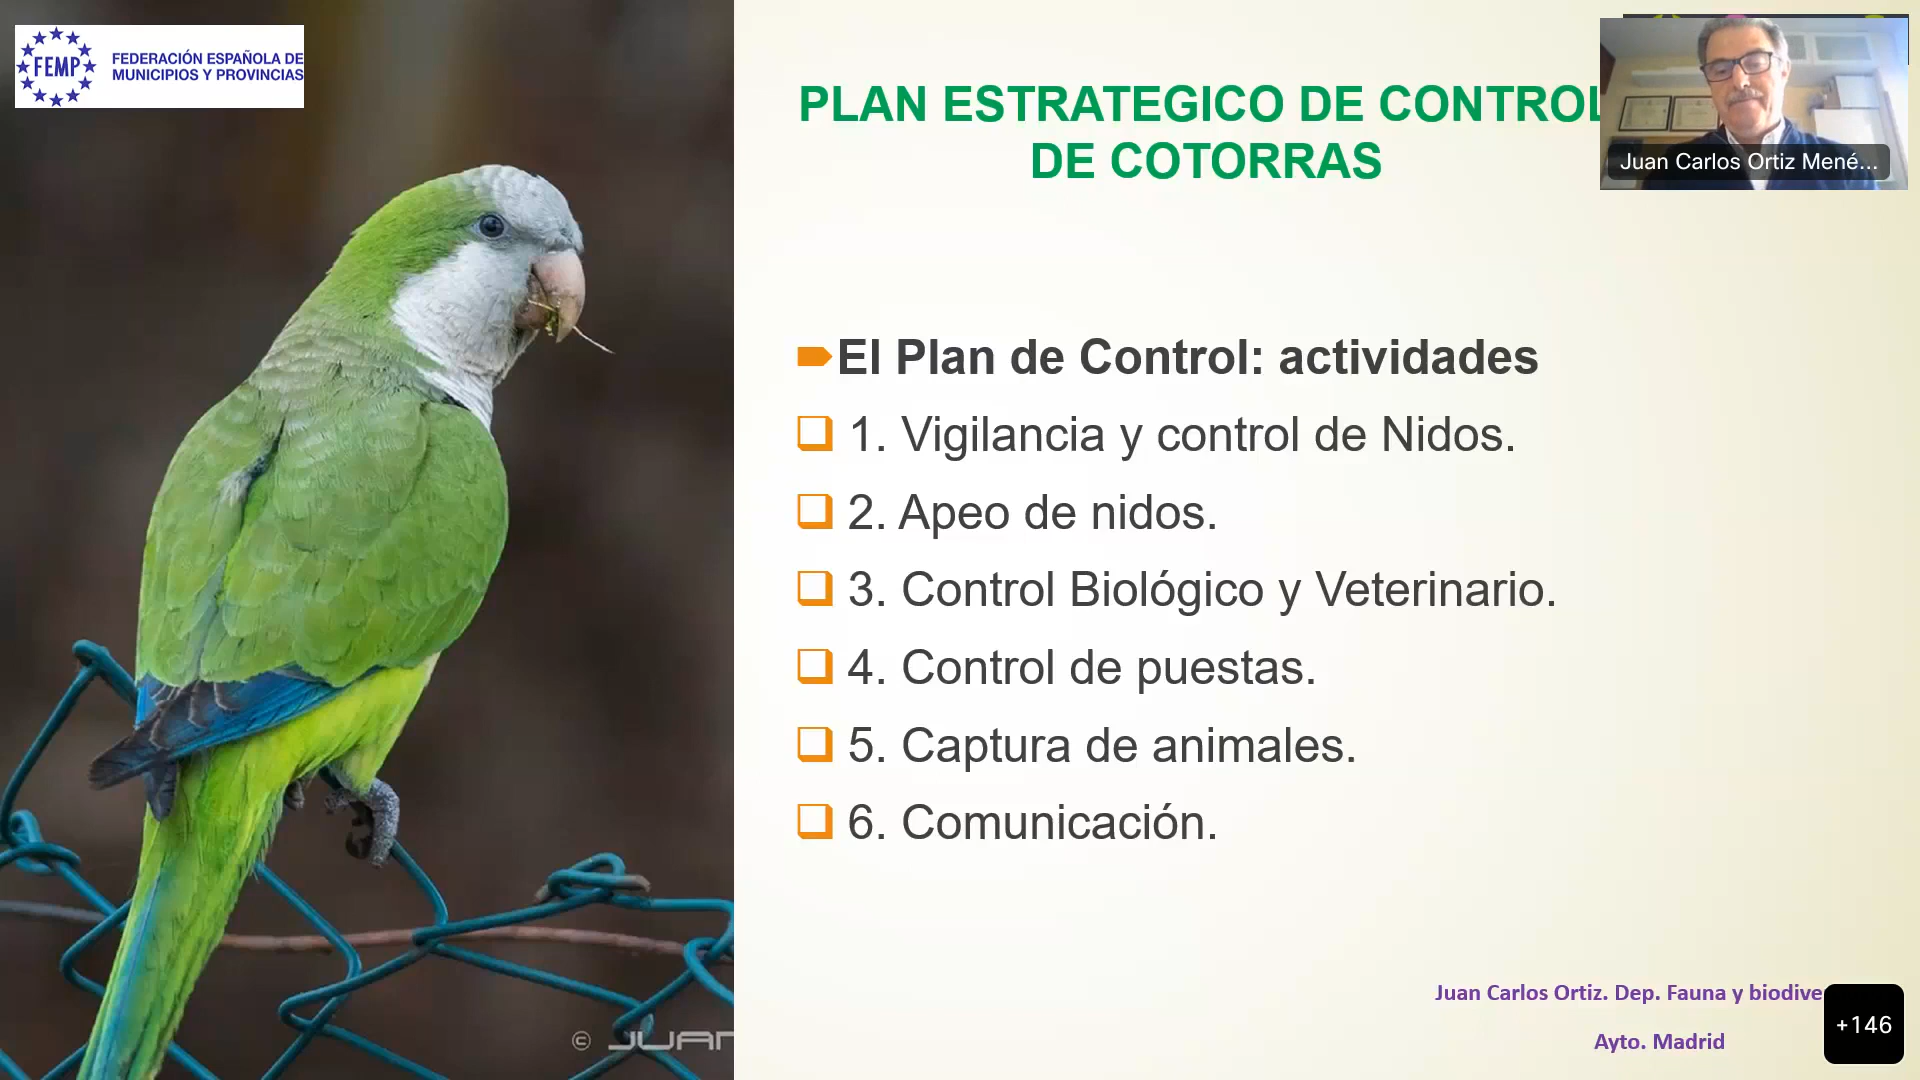 FEMP
FEDERACIÓN ESPAÑOLA DE
MUNICIPIOS Y PROVINCIAS
PLAN ESTRATEGICO DE CONTROL
DE COTORRAS
Juan Carlos Ortiz Mené...
El Plan de Control: actividades
1. Vigilancia y control de Nidos.
2. Apeo de nidos.
3. Control Biológico y Veterinario.
4. Control de puestas.
5. Captura de animales.
6. Comunicación.
Juan Carlos Ortiz. Dep. Fauna y biodive
Ayto. Madrid
+146
© JUAN